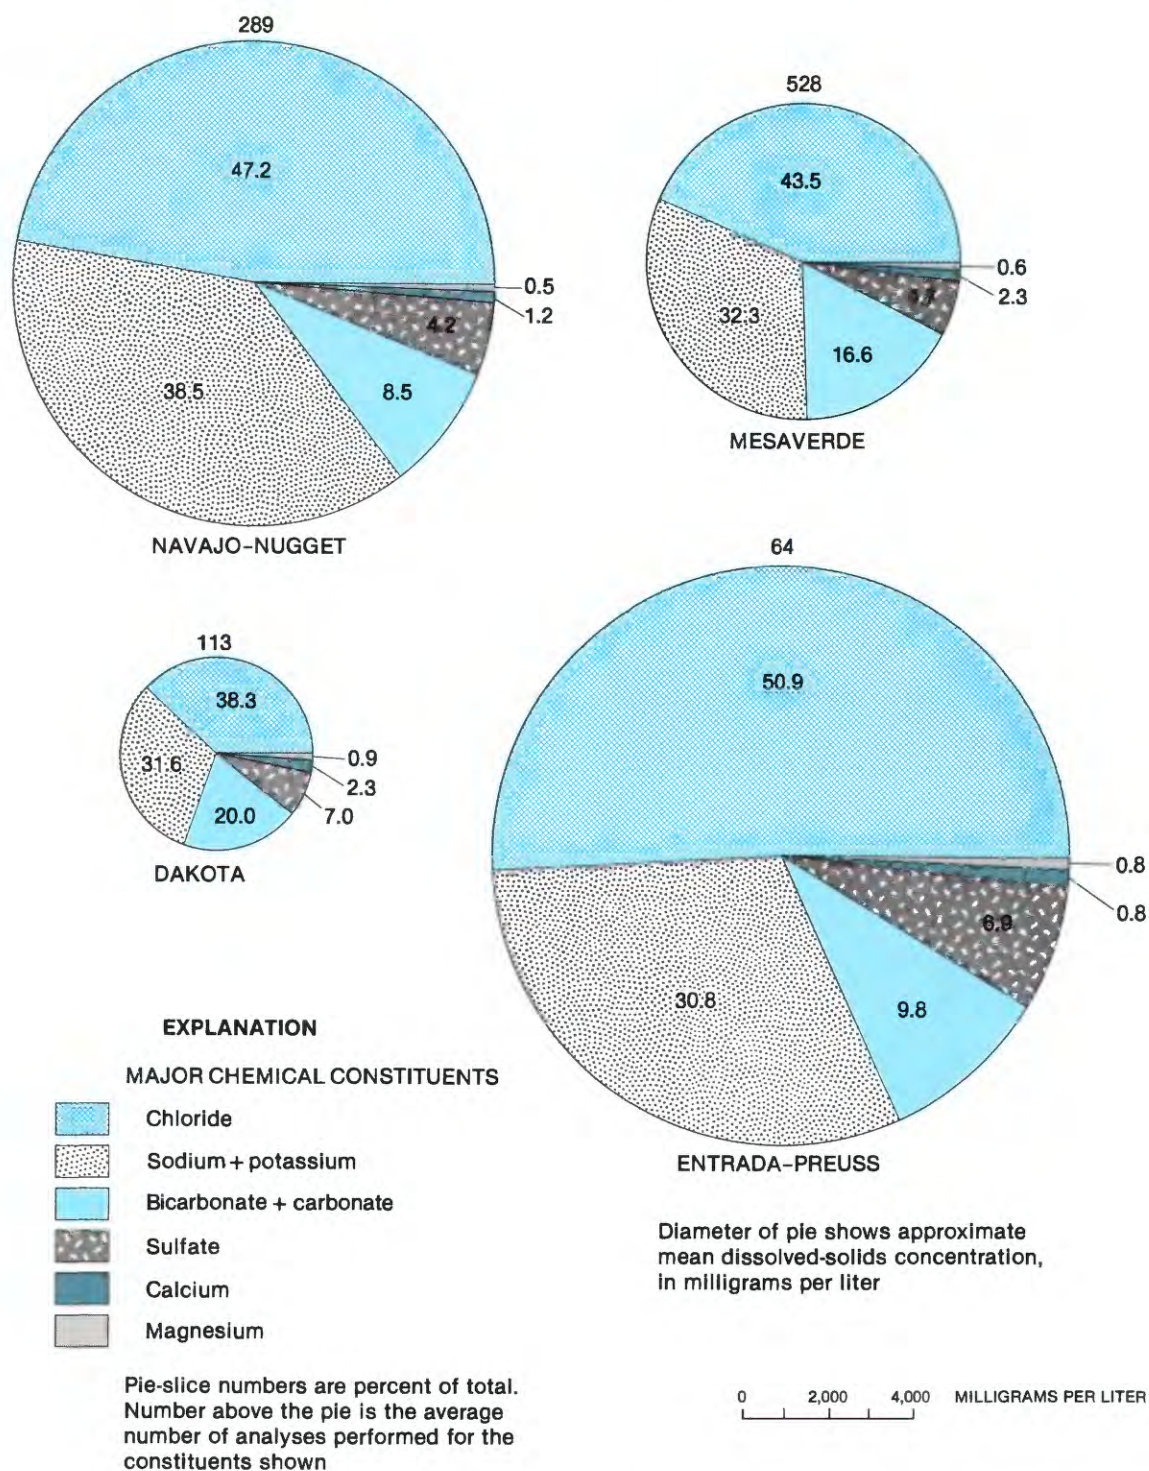 289
47.2
0.5
1.2
4.2
8.5
38.5
NAVAJO-NUGGET
528
43.5
0.6
2.3
32.3
16.6
MESAVERDE
113
38.3
0.9
2.3
7.0
31.6
20.0
DAKOTA
64
50.9
0.8
0.8
6.9
9.8
30.8
ENTRADA-PREUSS
EXPLANATION
MAJOR CHEMICAL CONSTITUENTS
Chloride
Sodium + potassium
Bicarbonate + carbonate
Sulfate
Calcium
Magnesium
Pie-slice numbers are percent of total.
Number above the pie is the average
number of analyses performed for the
constituents shown
Diameter of pie shows approximate
mean dissolved-solids concentration,
in milligrams per liter
0 2,000 4,000 MILLIGRAMS PER LITER